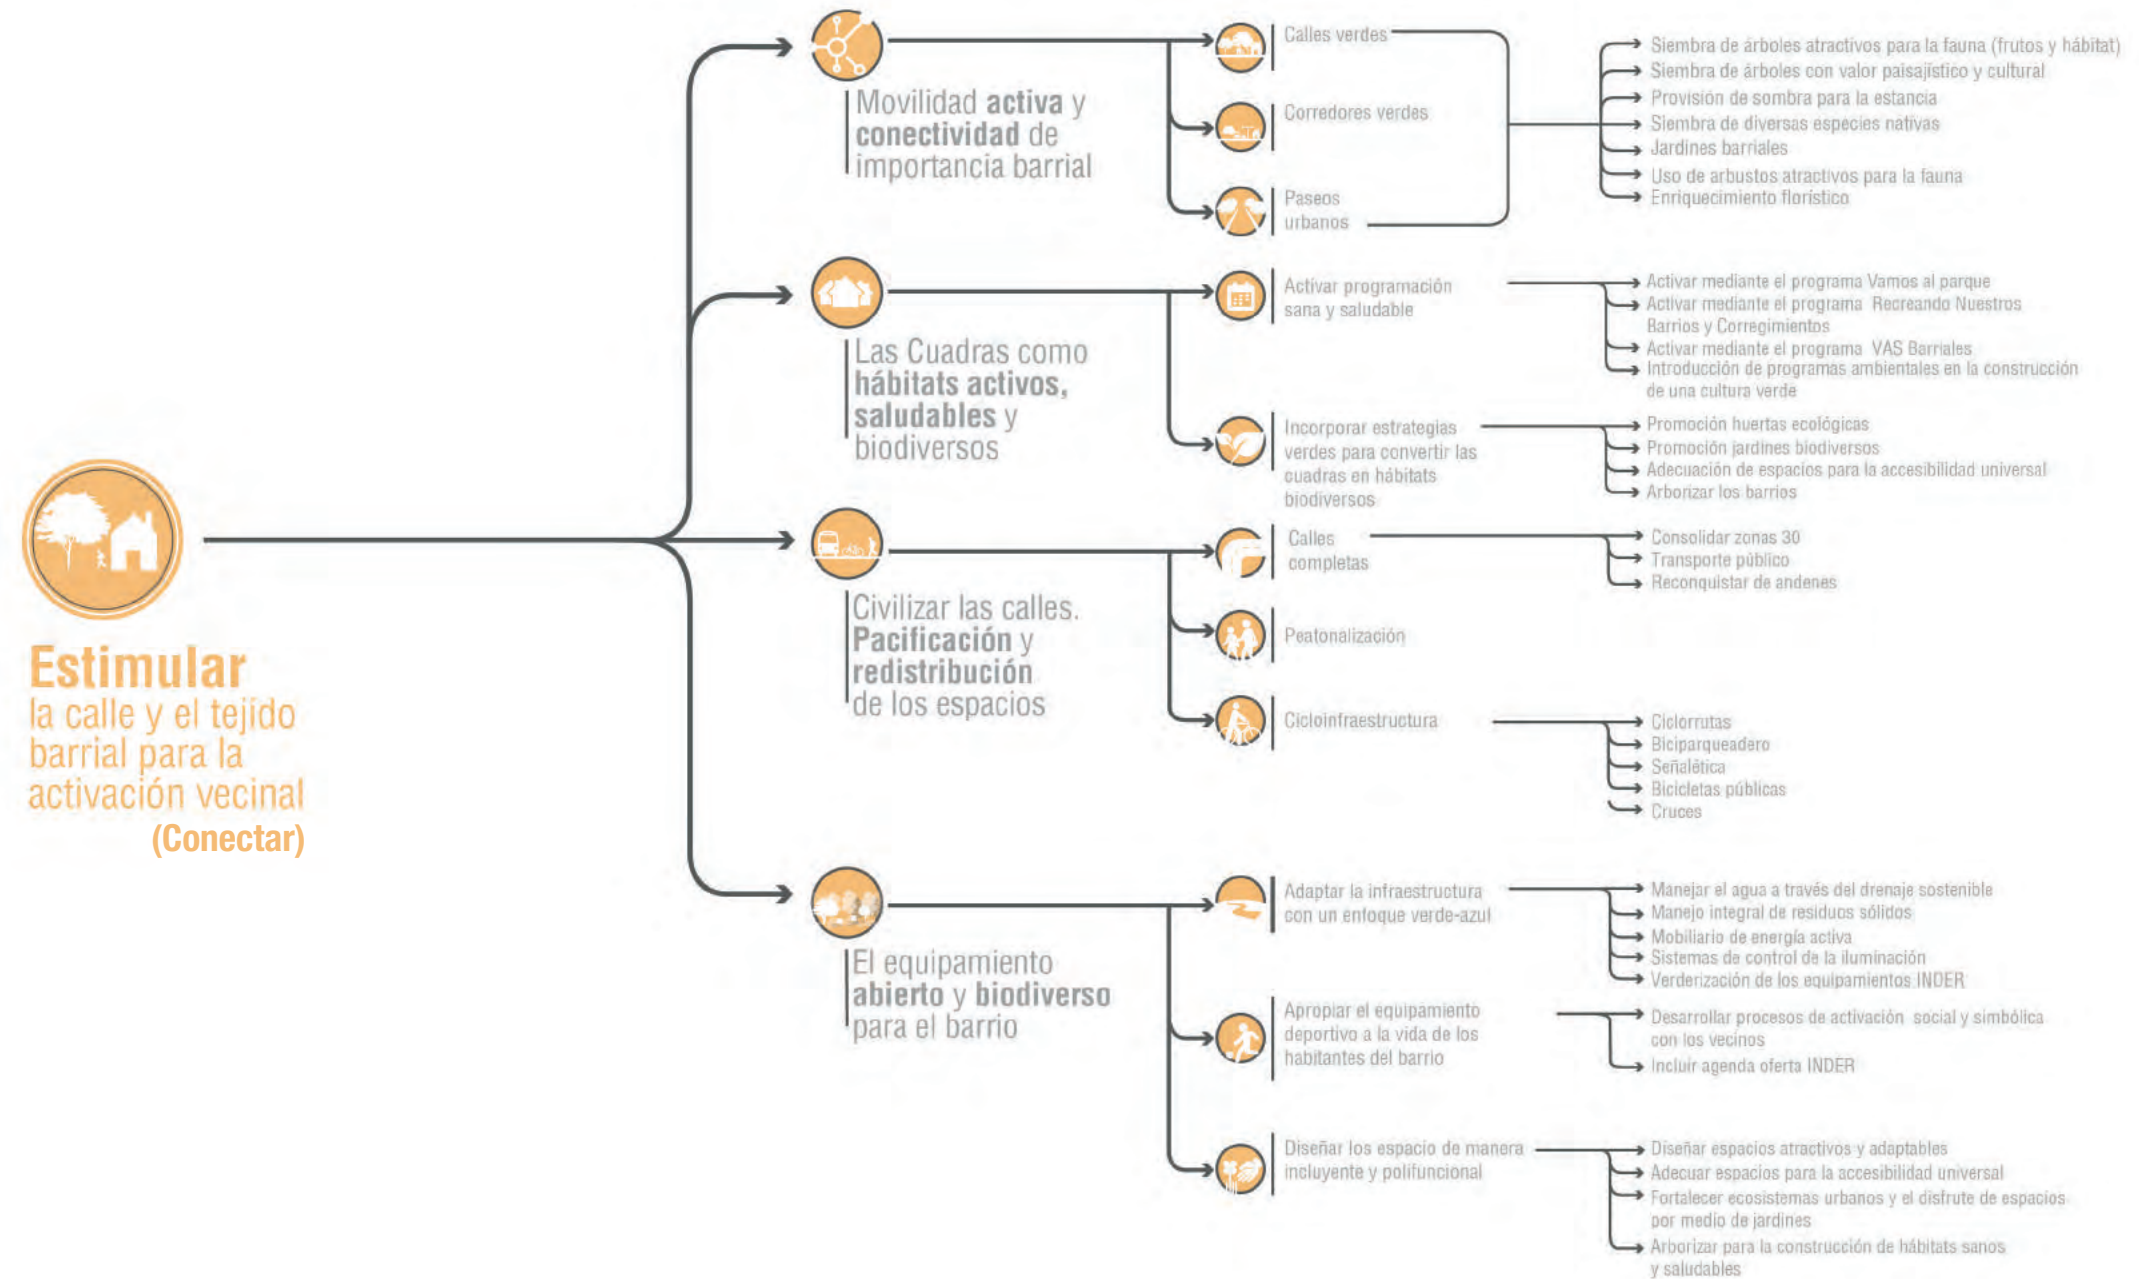 Estimular
la calle y el tejido
barrial para la
activación vecinal
(Conectar)
Movilidad activa y
conectividad de
importancia barrial
Calles verdes
Corredores verdes
Paseos
urbanos
Siembra de árboles atractivos para la fauna (frutos y hábitat)
Siembra de árboles con valor paisajístico y cultural
Provisión de sombra para la estancia
Siembra de diversas especies nativas
Jardines barriales
Uso de arbustos atractivos para la fauna
Enriquecimiento florístico
Las Cuadras como
hábitats activos,
saludables y
biodiversos
Activar programación
sana y saludable
Activar mediante el programa Vamos al parque
Activar mediante el programa Recreando Nuestros
Barrios y Corregimientos
Activar mediante el programa VAS Barriales
Introducción de programas ambientales en la construcción
de una cultura verde
Incorporar estrategias
verdes para convertir las
cuadras en hábitats
biodiversos
Promoción huertas ecológicas
Promoción jardines biodiversos
Adecuación de espacios para la accesibilidad universal
Arborizar los barrios
Civilizar las calles.
Pacificación y
redistribución
de los espacios
Calles
completas
Consolidar zonas 30
Transporte público
Reconquistar de andenes
Peatonalización
Cicloinfraestructura
Ciclorrutas
Biciparqueadero
Señalética
Bicicletas públicas
Cruces
El equipamiento
abierto y biodiverso
para el barrio
Adaptar la infraestructura
con un enfoque verde-azul
Manejar el agua a través del drenaje sostenible
Manejo integral de residuos sólidos
Mobiliario de energía activa
Sistemas de control de la iluminación
Verderización de los equipamientos INDER
Apropiar el equipamiento
deportivo a la vida de los
habitantes del barrio
Desarrollar procesos de activación social y simbólica
con los vecinos
Incluir agenda oferta INDER
Diseñar los espacio de manera
incluyente y polifuncional
Diseñar espacios atractivos y adaptables
Adecuar espacios para la accesibilidad universal
Fortalecer ecosistemas urbanos y el disfrute de espacios
por medio de jardines
Arborizar para la construcción de hábitats sanos
y saludables